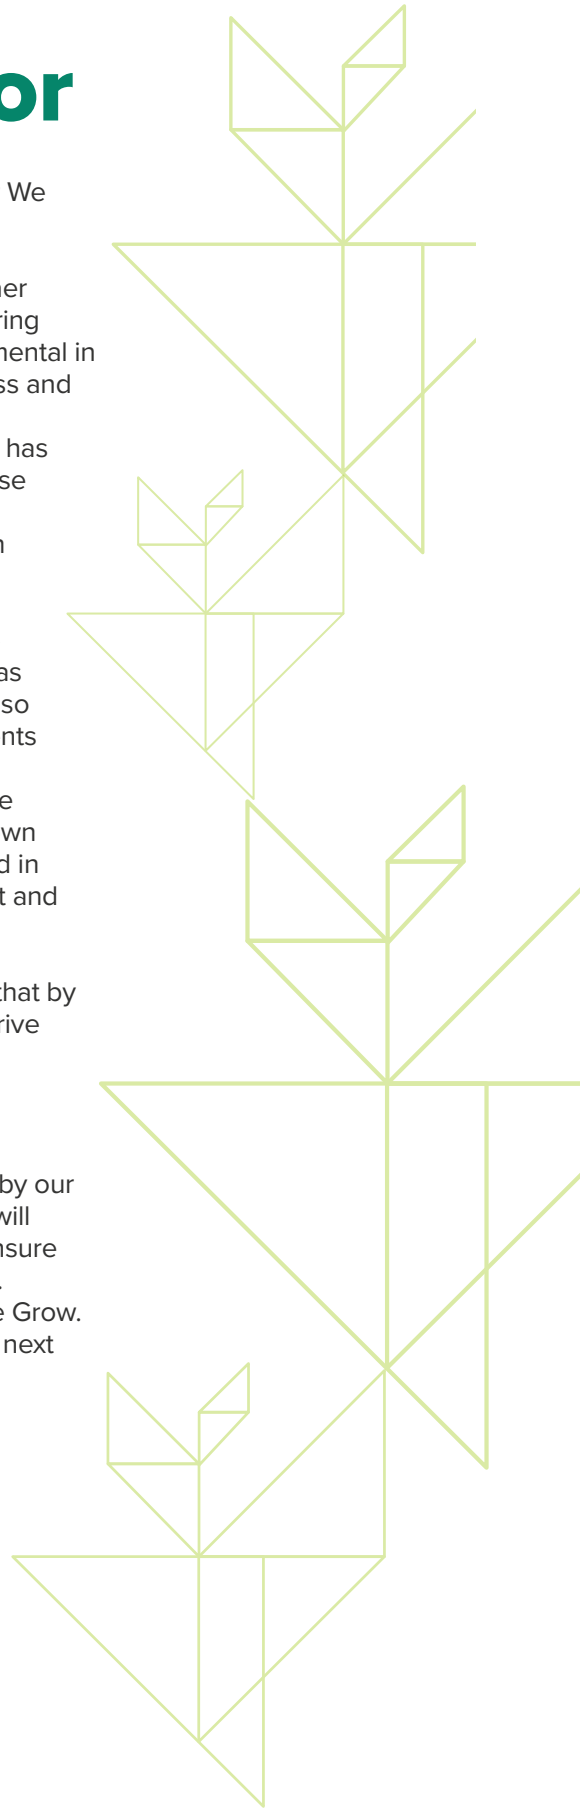 or
We
ner
ring
nental in
ss and
has
se
n
as
so
nts
e
wn
d in
t and
that by
rive
by our
will
nsure
.
e Grow.
next